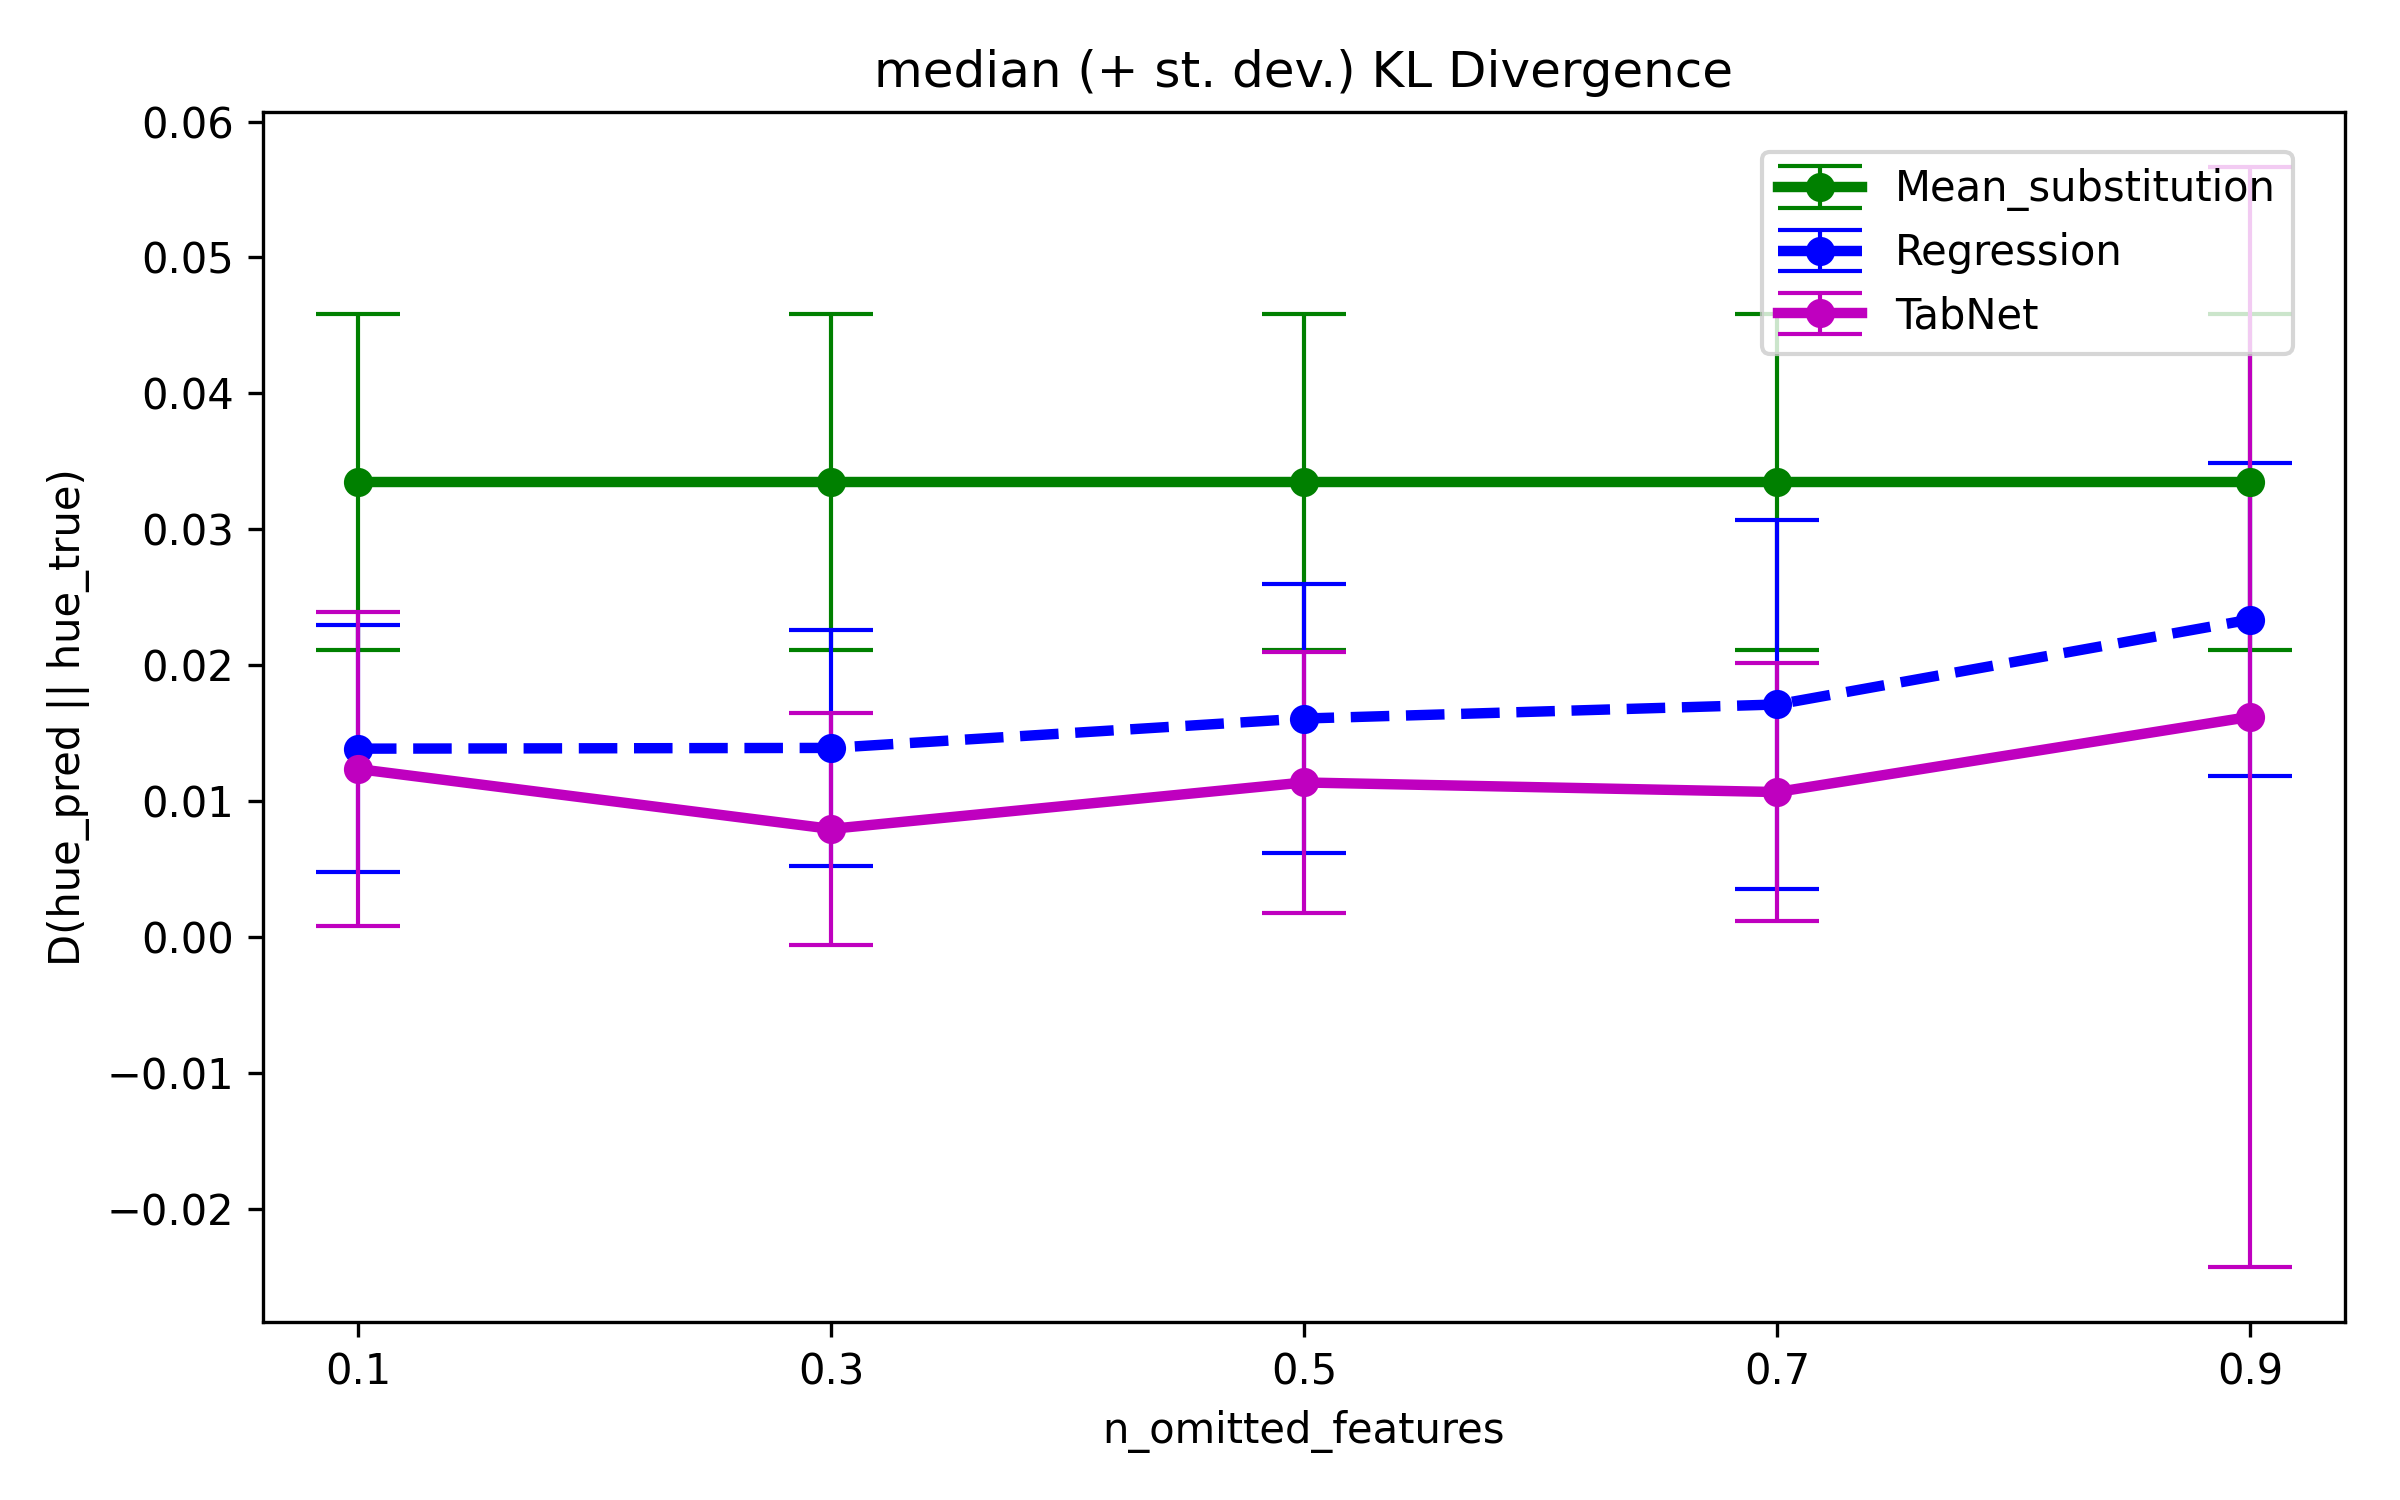 median (+ st. dev.) KL Divergence
0.06
0.05
0.04
0.03
0.02
0.01
0.00
−0.01
−0.02
D(hue_pred || hue_true)
Mean_substitution
Regression
TabNet
0.1 0.3 0.5 0.7 0.9
n_omitted_features